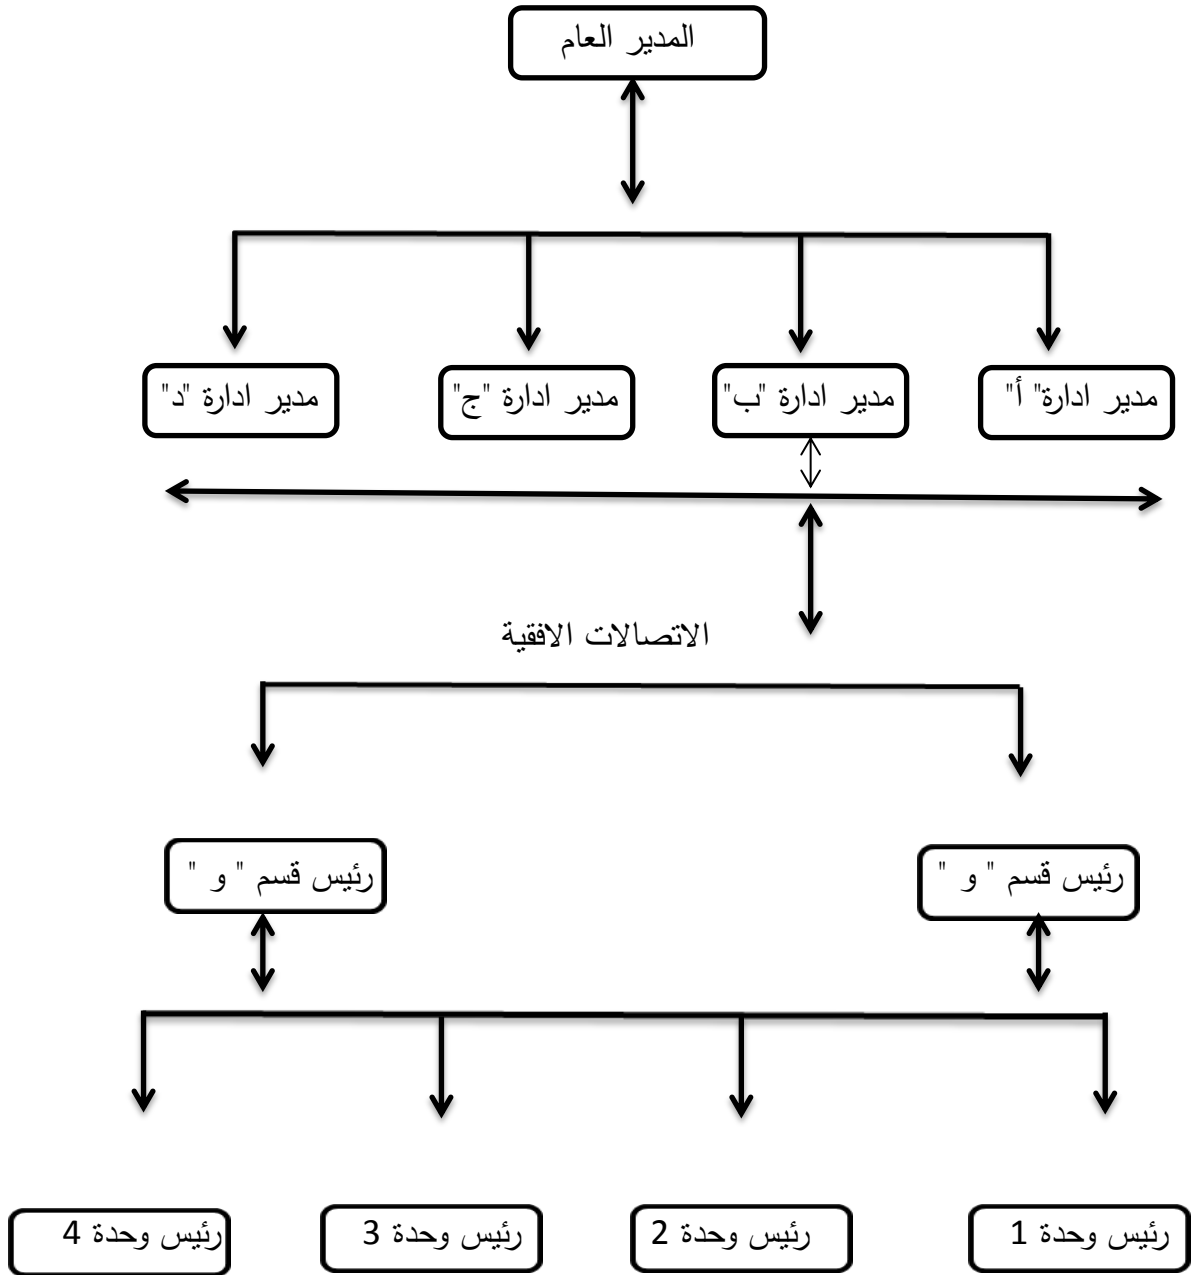 المدير العام
مدير ادارة" أ"
مدير ادارة "ب"
مدير ادارة "ج"
مدير ادارة "د"
الاتصالات الافقية
رئيس قسم " و "
رئيس قسم " و "
رئيس وحدة 1
رئيس وحدة 2
رئيس وحدة 3
رئيس وحدة 4